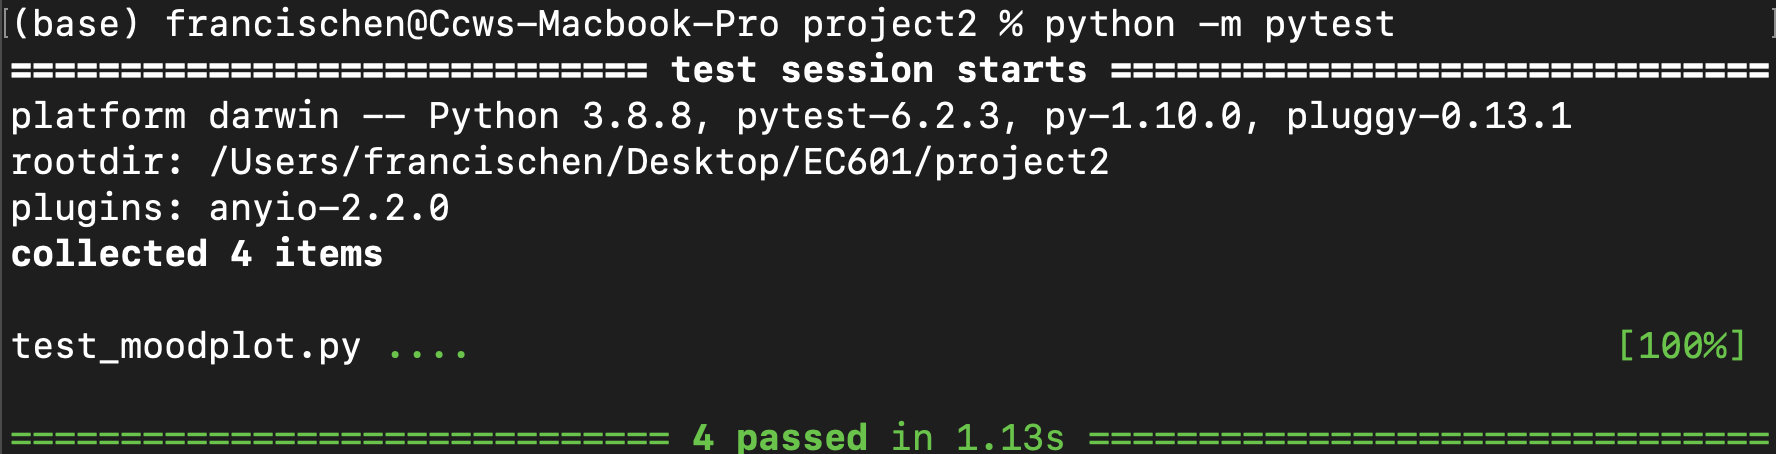 [(base) francischen@Ccws-Macbook-Pro project2 % python -m pytest ]
============================= test session starts ==============================
platform darwin -- Python 3.8.8, pytest-6.2.3, py-1.10.0, pluggy-0.13.1
rootdir: /Users/francischen/Desktop/EC601/project2
plugins: anyio-2.2.0
collected 4 items
test_moodplot.py .... [100%]
============================== 4 passed in 1.13s ===============================